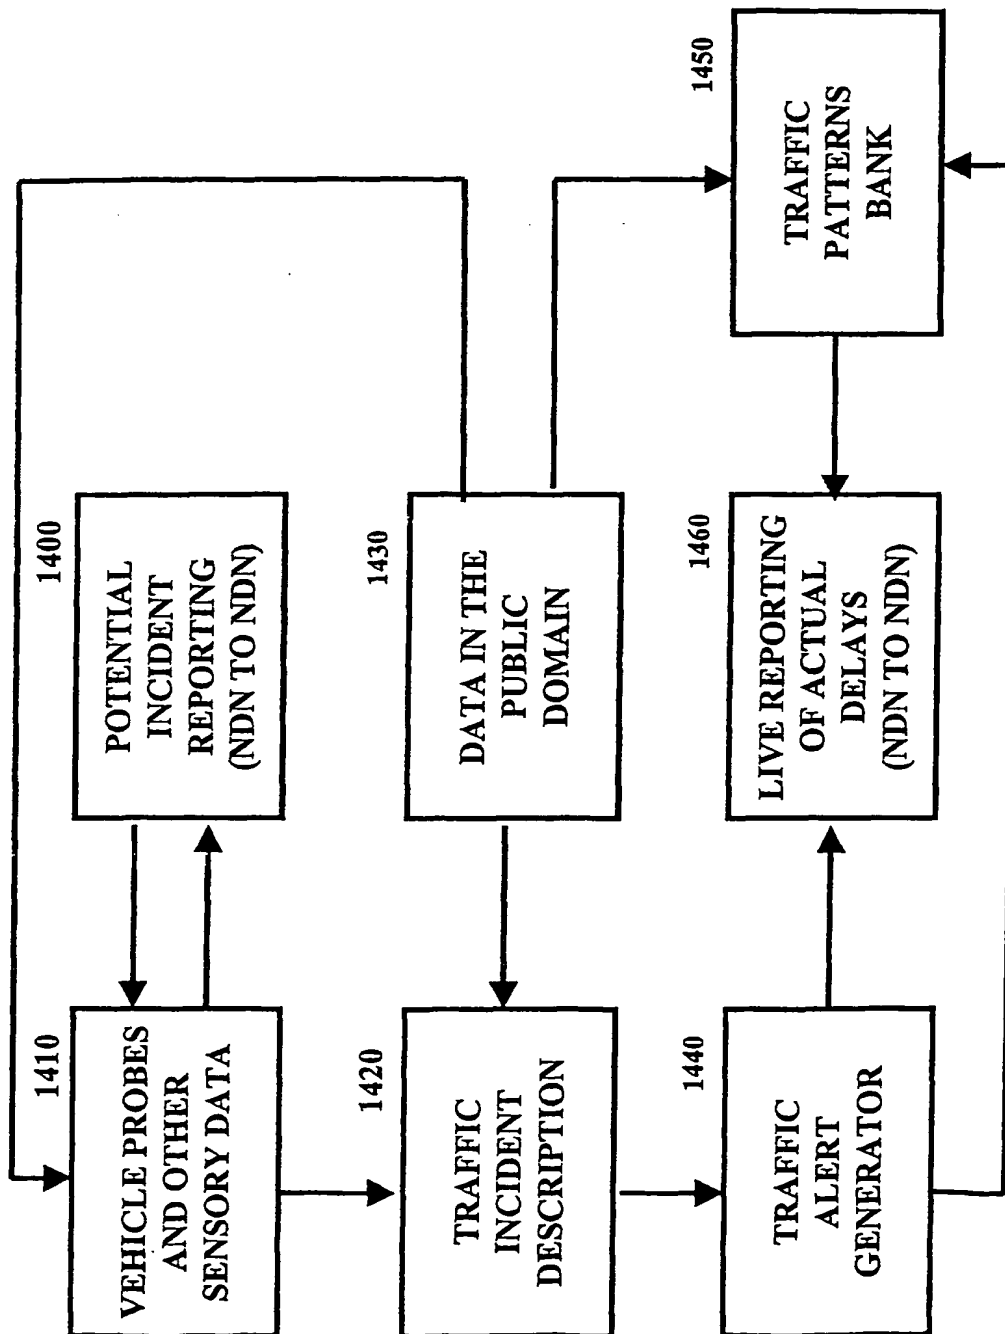 1410
VEHICLE PROBES
AND OTHER
SENSORY DATA
1400
POTENTIAL
INCIDENT
REPORTING
(NDN TO NDN)
1420
TRAFFIC
INCIDENT
DESCRIPTION
1430
DATA IN THE
PUBLIC
DOMAIN
1440
TRAFFIC
ALERT
GENERATOR
1460
LIVE REPORTING
OF ACTUAL
DELAYS
(NDN TO NDN)
1450
TRAFFIC
PATTERNS
BANK